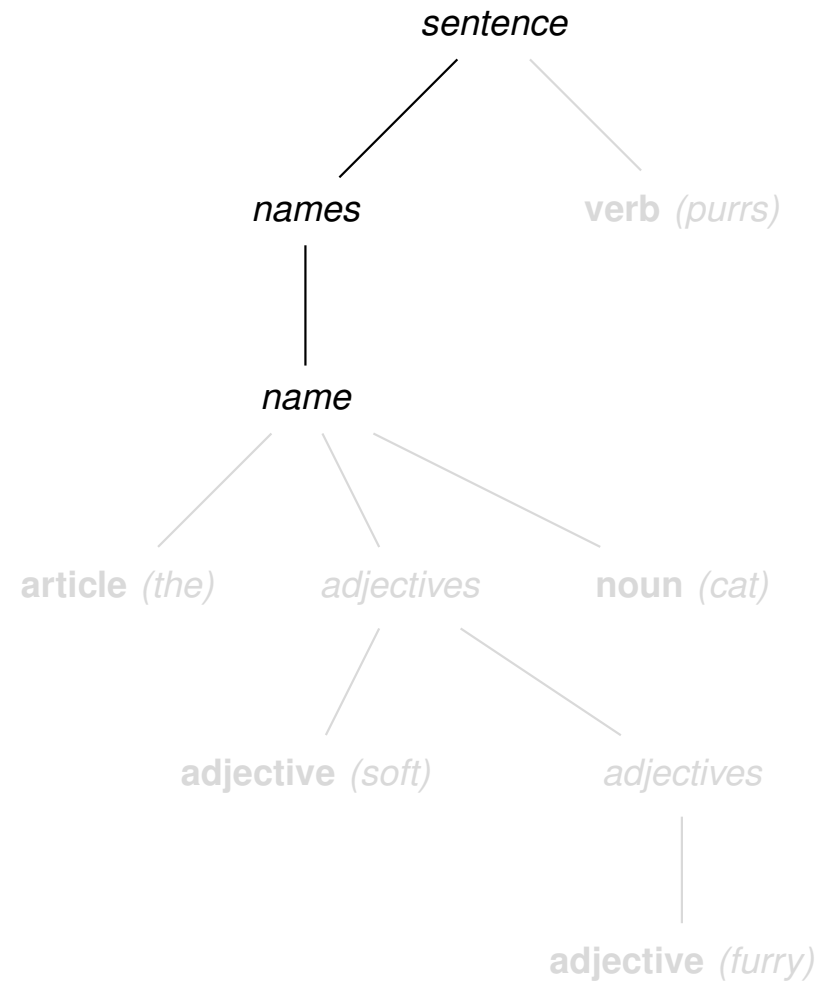 sentence
names verb (purrs)
name
article (the) adjectives noun (cat)
adjective (soft) adjectives
adjective (furry)